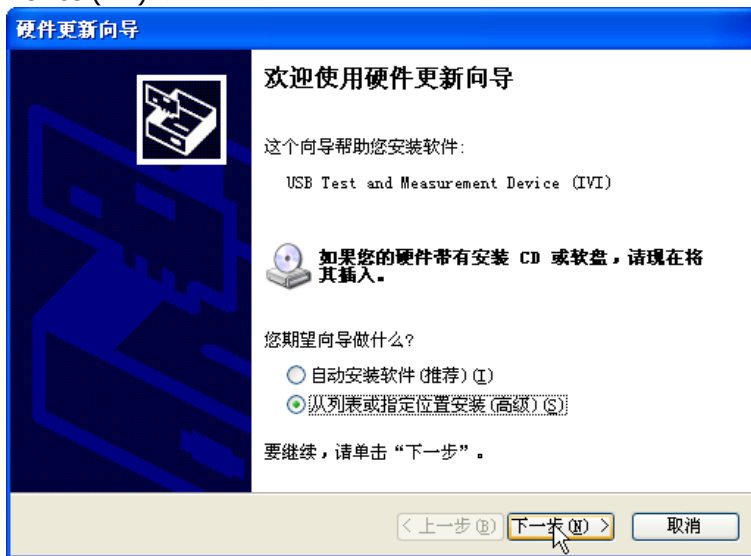 硬件更新向导
欢迎使用硬件更新向导
这个向导帮助您安装软件:
USB Test and Measurement Device (IVI)
如果您的硬件带有安装 CD 或软盘，请现在将
其插入。
您期望向导做什么?
自动安装软件(推荐)(I)
从列表或指定位置安装(高级)(S)
要继续，请单击“下一步”。
< 上一步(B) 下一步(N) > 取消